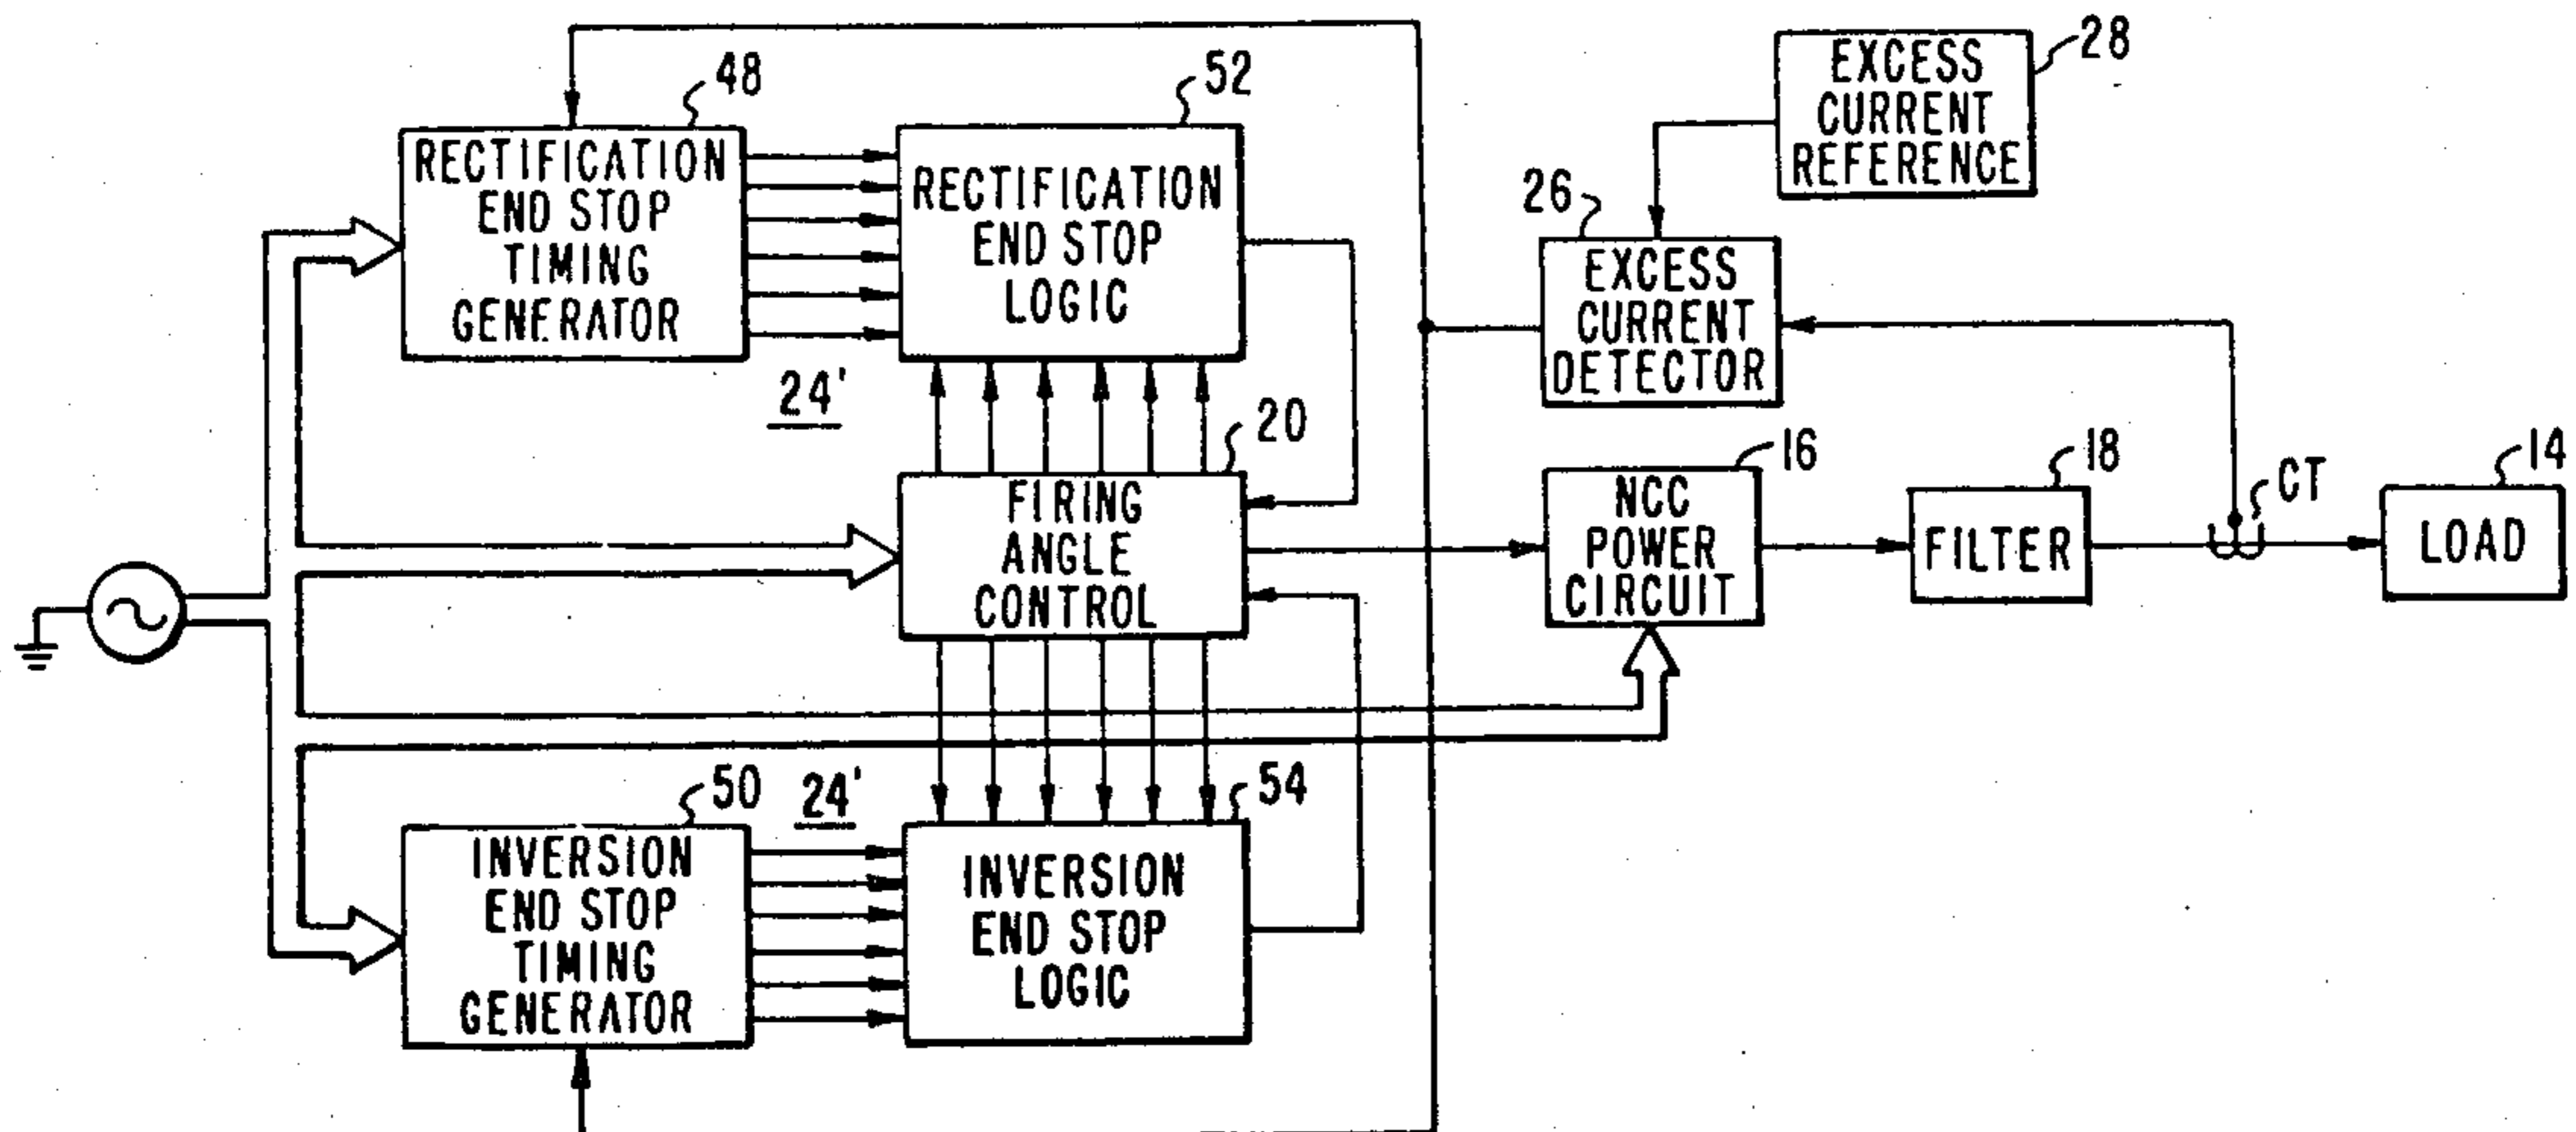 48
RECTIFICATION
END STOP
TIMING
GENERATOR
52
RECTIFICATION
END STOP
LOGIC
28
EXCESS
CURRENT
REFERENCE
26
EXCESS
CURRENT
DETECTOR
24'
20
FIRING
ANGLE
CONTROL
16
NCC
POWER
CIRCUIT
18
FILTER
CT
14
LOAD
50
INVERSION
END STOP
TIMING
GENERATOR
24'
54
INVERSION
END STOP
LOGIC